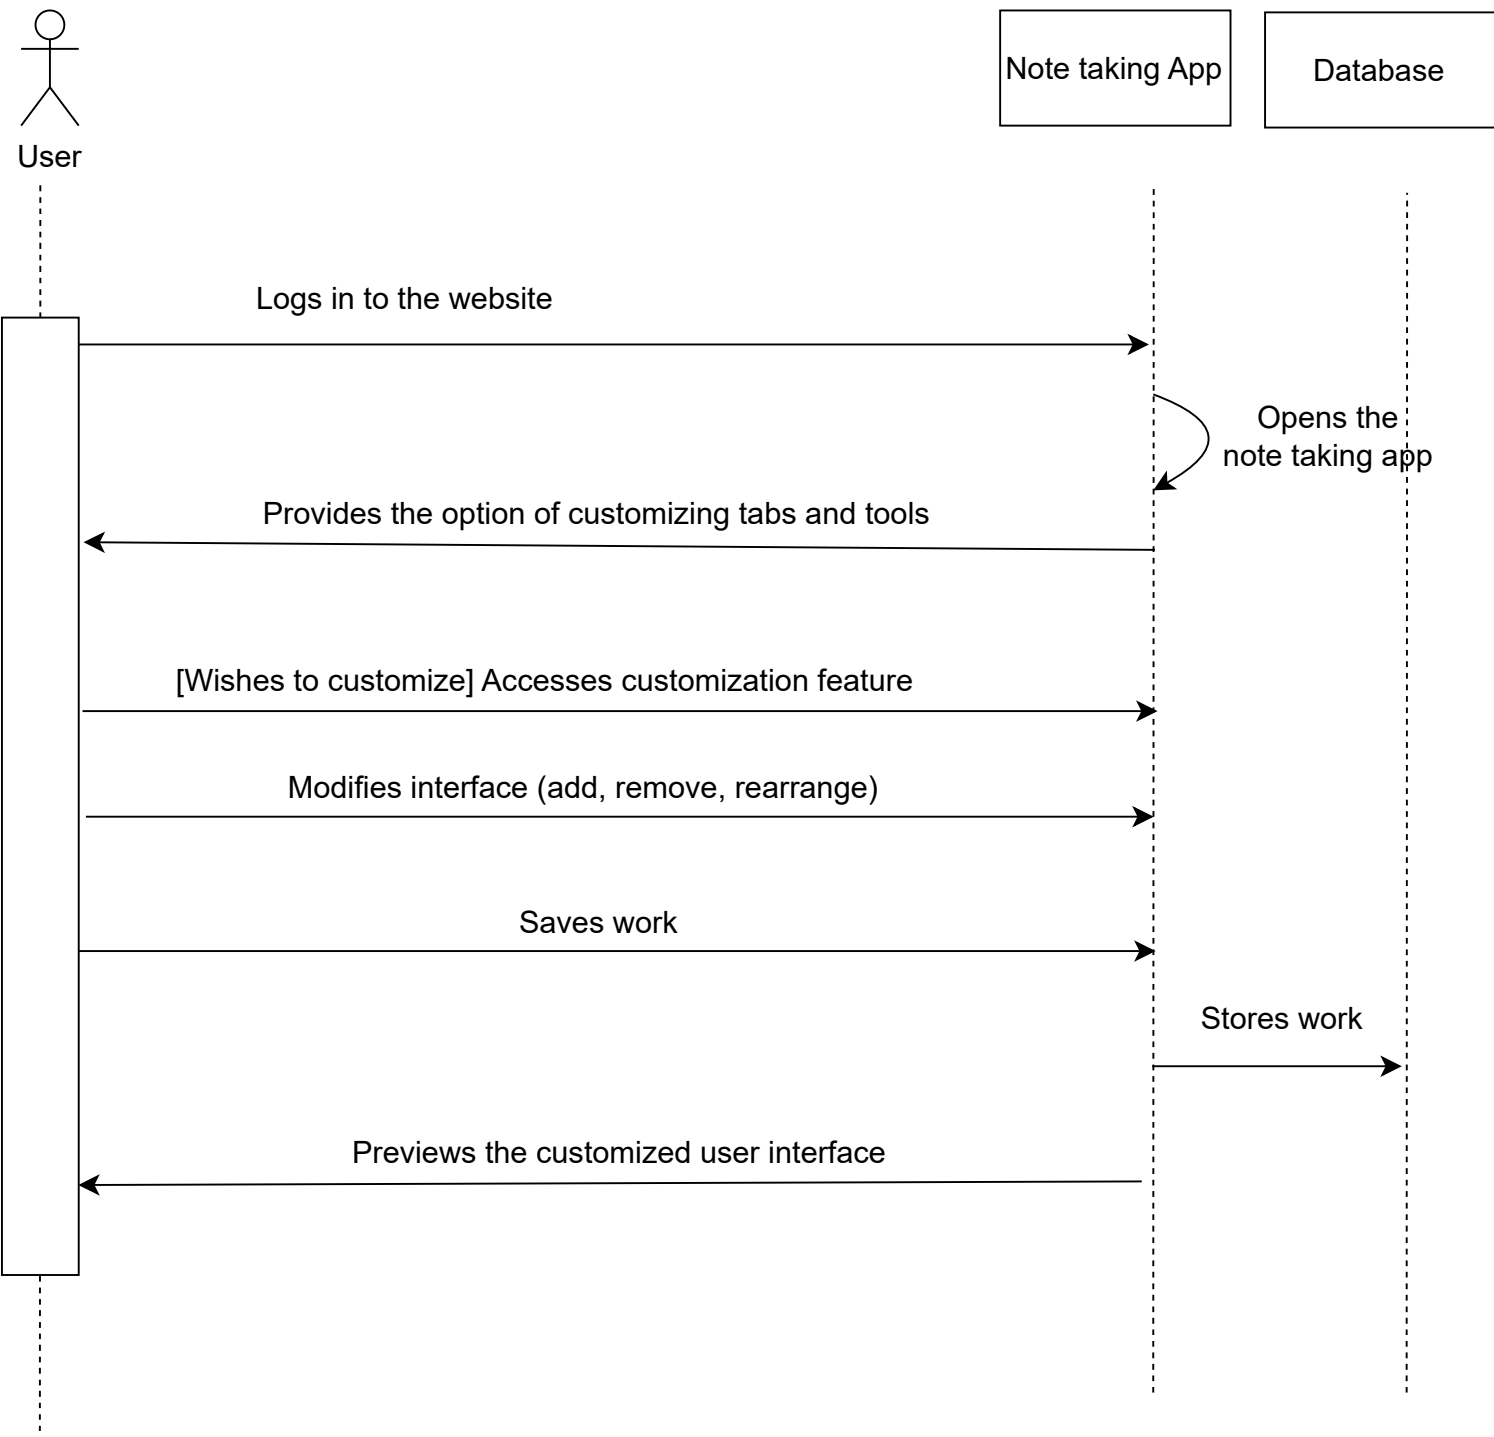 User
Note taking App
Database
Logs in to the website
Opens the
note taking app
Provides the option of customizing tabs and tools
[Wishes to customize] Accesses customization feature
Modifies interface (add, remove, rearrange)
Saves work
Stores work
Previews the customized user interface